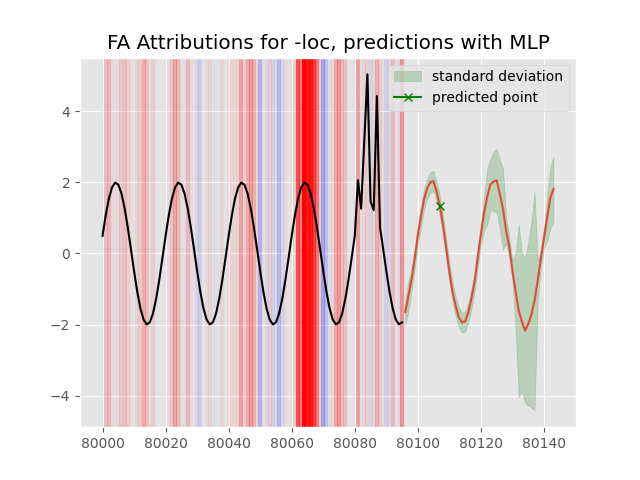 FA Attributions for -loc, predictions with MLP
standard deviation
predicted point
4
2
0
−2
−4
80000 80020 80040 80060 80080 80100 80120 80140